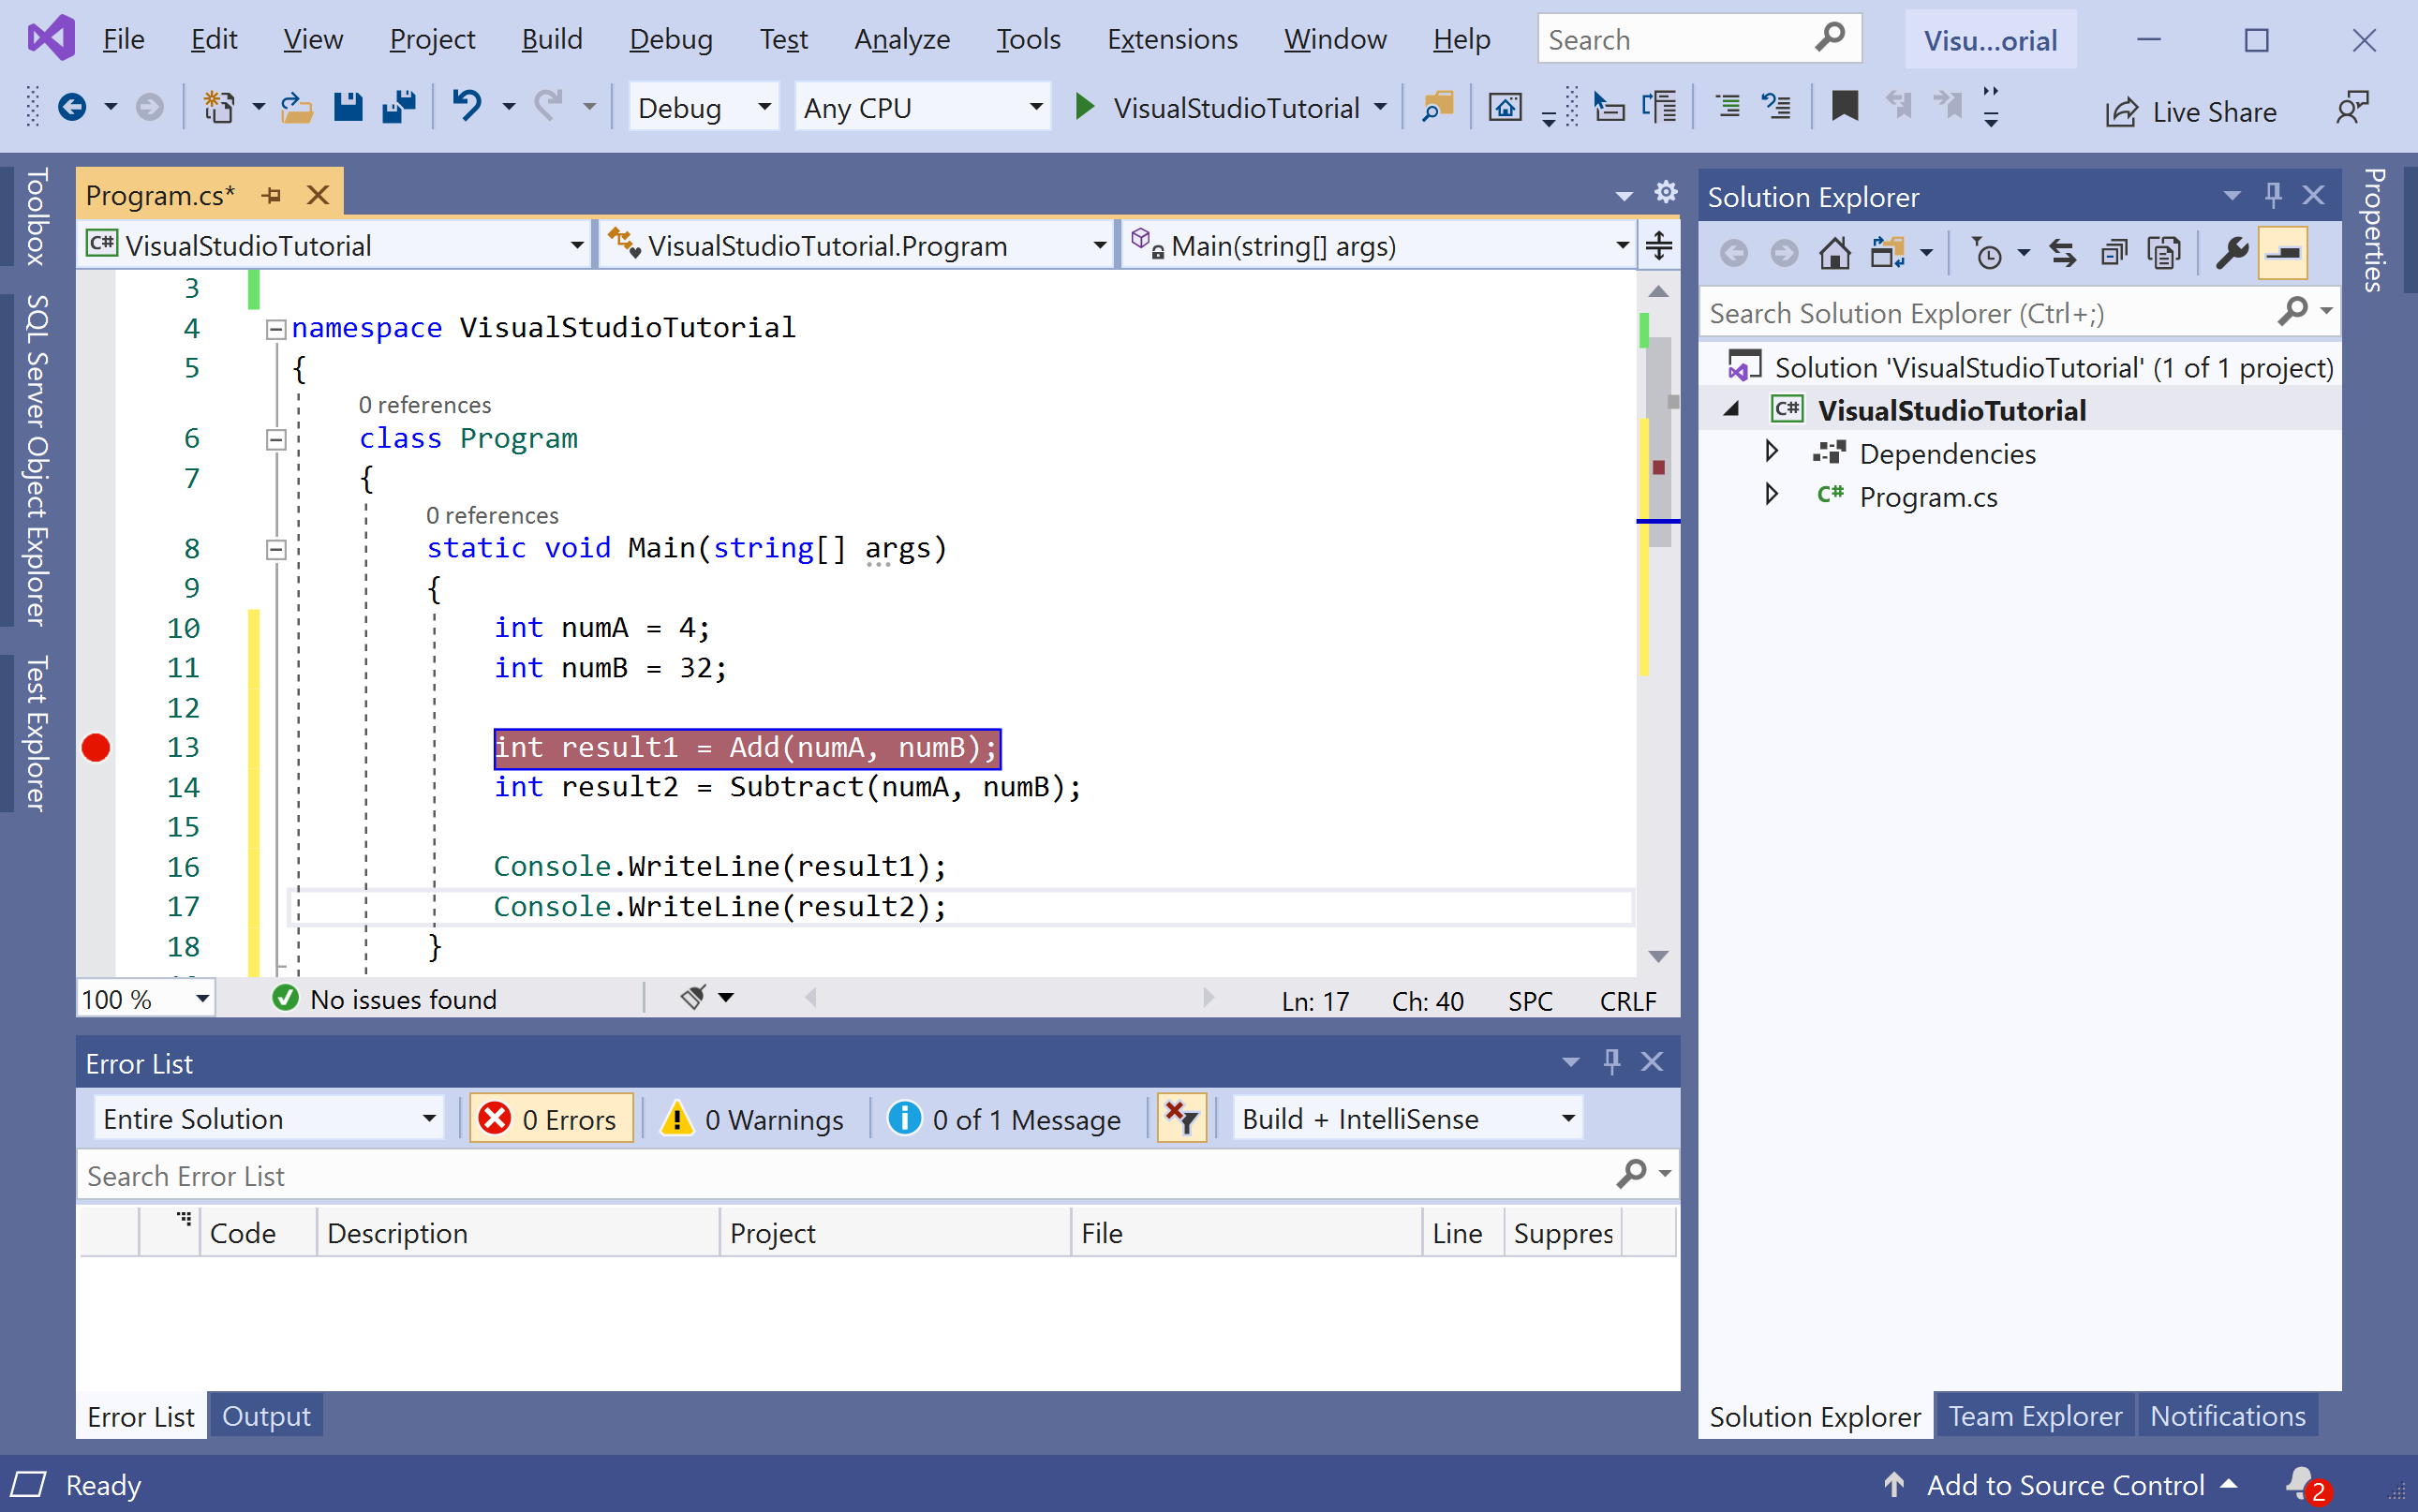 File Edit View Project Build Debug Test Analyze Tools Extensions Window Help Search Visu...orial
Debug Any CPU VisualStudioTutorial Live Share
Toolbox
SQL Server Object Explorer
Test Explorer
Program.cs*
VisualStudioTutorial VisualStudioTutorial.Program Main(string[] args)
3
4 namespace VisualStudioTutorial
5 {
0 references
6 class Program
7 {
0 references
8 static void Main(string[] args)
9 {
10 int numA = 4;
11 int numB = 32;
12
13 int result1 = Add(numA, numB);
14 int result2 = Subtract(numA, numB);
15
16 Console.WriteLine(result1);
17 Console.WriteLine(result2);
18 }
100 % No issues found Ln: 17 Ch: 40 SPC CRLF
Error List
Entire Solution 0 Errors 0 Warnings 0 of 1 Message Build + IntelliSense
Search Error List
Code Description Project File Line Suppres
Error List Output
Solution Explorer
Search Solution Explorer (Ctrl+;)
Solution 'VisualStudioTutorial' (1 of 1 project)
C# VisualStudioTutorial
Dependencies
C# Program.cs
Solution Explorer Team Explorer Notifications
Properties
Ready Add to Source Control 2